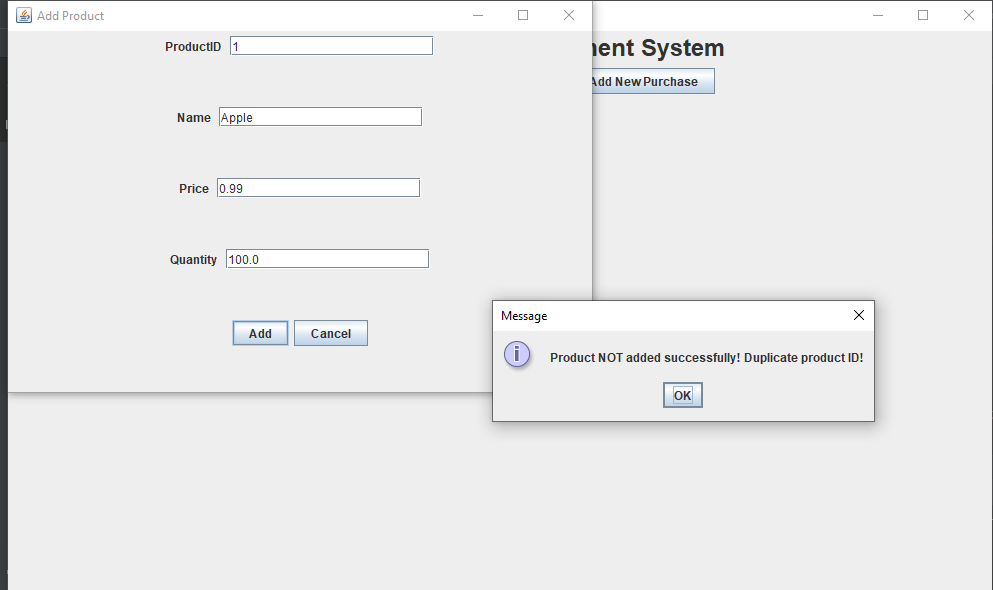 Add Product
ProductID 1
Name Apple
Price 0.99
Quantity 100.0
Add Cancel
System
Add New Purchase
Message
Product NOT added successfully! Duplicate product ID!
OK